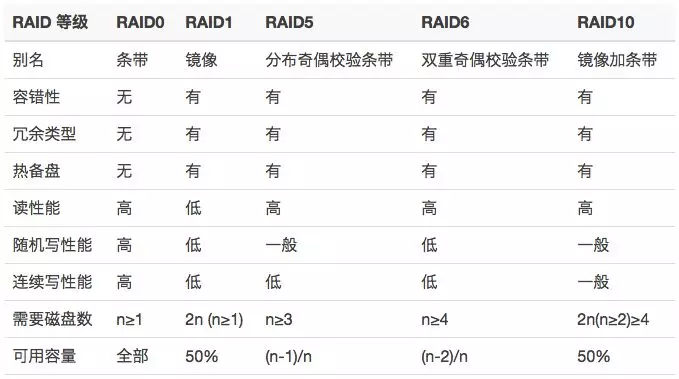 RAID 等级 RAID0 RAID1 RAID5 RAID6 RAID10
别名 条带 镜像 分布奇偶校验条带 双重奇偶校验条带 镜像加条带
容错性 无 有 有 有 有
冗余类型 无 有 有 有 有
热备盘 无 有 有 有 有
读性能 高 低 高 高 高
随机写性能 高 低 一般 低 一般
连续写性能 高 低 低 低 一般
需要磁盘数 n≥1 2n (n≥1) n≥3 n≥4 2n(n≥2)≥4
可用容量 全部 50% (n-1)/n (n-2)/n 50%